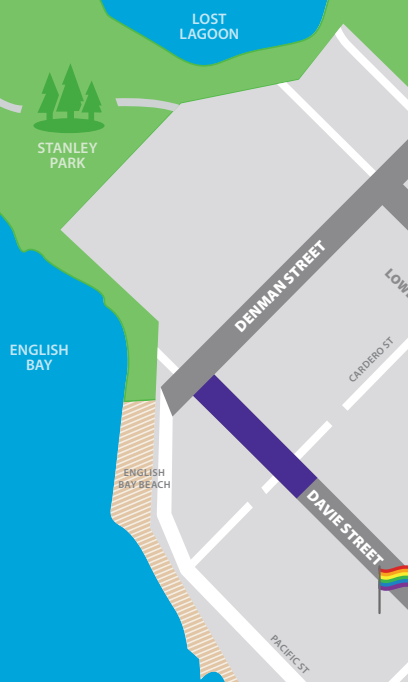 LOST
LAGOON
STANLEY
PARK
DENMAN STREET
ENGLISH
BAY
CARDERO ST
ENGLISH
BAY BEACH
DAVIE STREET
PACIFIC ST